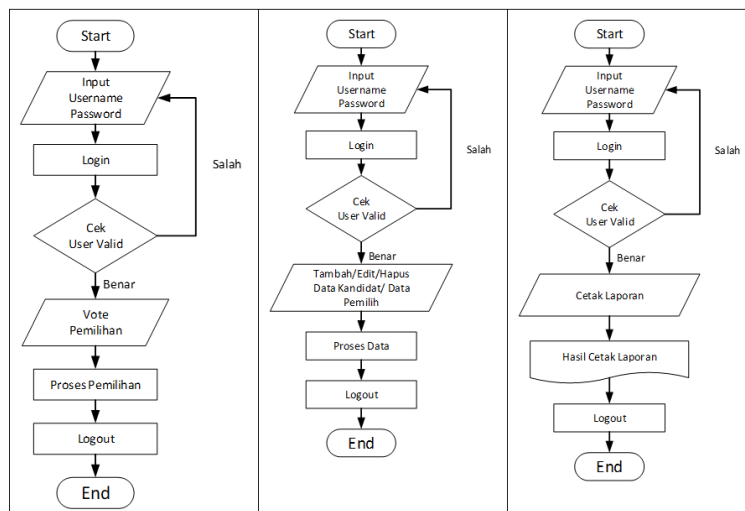 Start
Input
Username
Password
Login
Salah
Cek
User Valid
Benar
Vote
Pemilihan
Proses Pemilihan
Logout
End
Start
Input
Username
Password
Login
Salah
Cek
User Valid
Benar
Tambah/Edit/Hapus
Data Kandidat/ Data
Pemilih
Proses Data
Logout
End
Start
Input
Username
Password
Login
Salah
Cek
User Valid
Benar
Cetak Laporan
Hasil Cetak Laporan
Logout
End